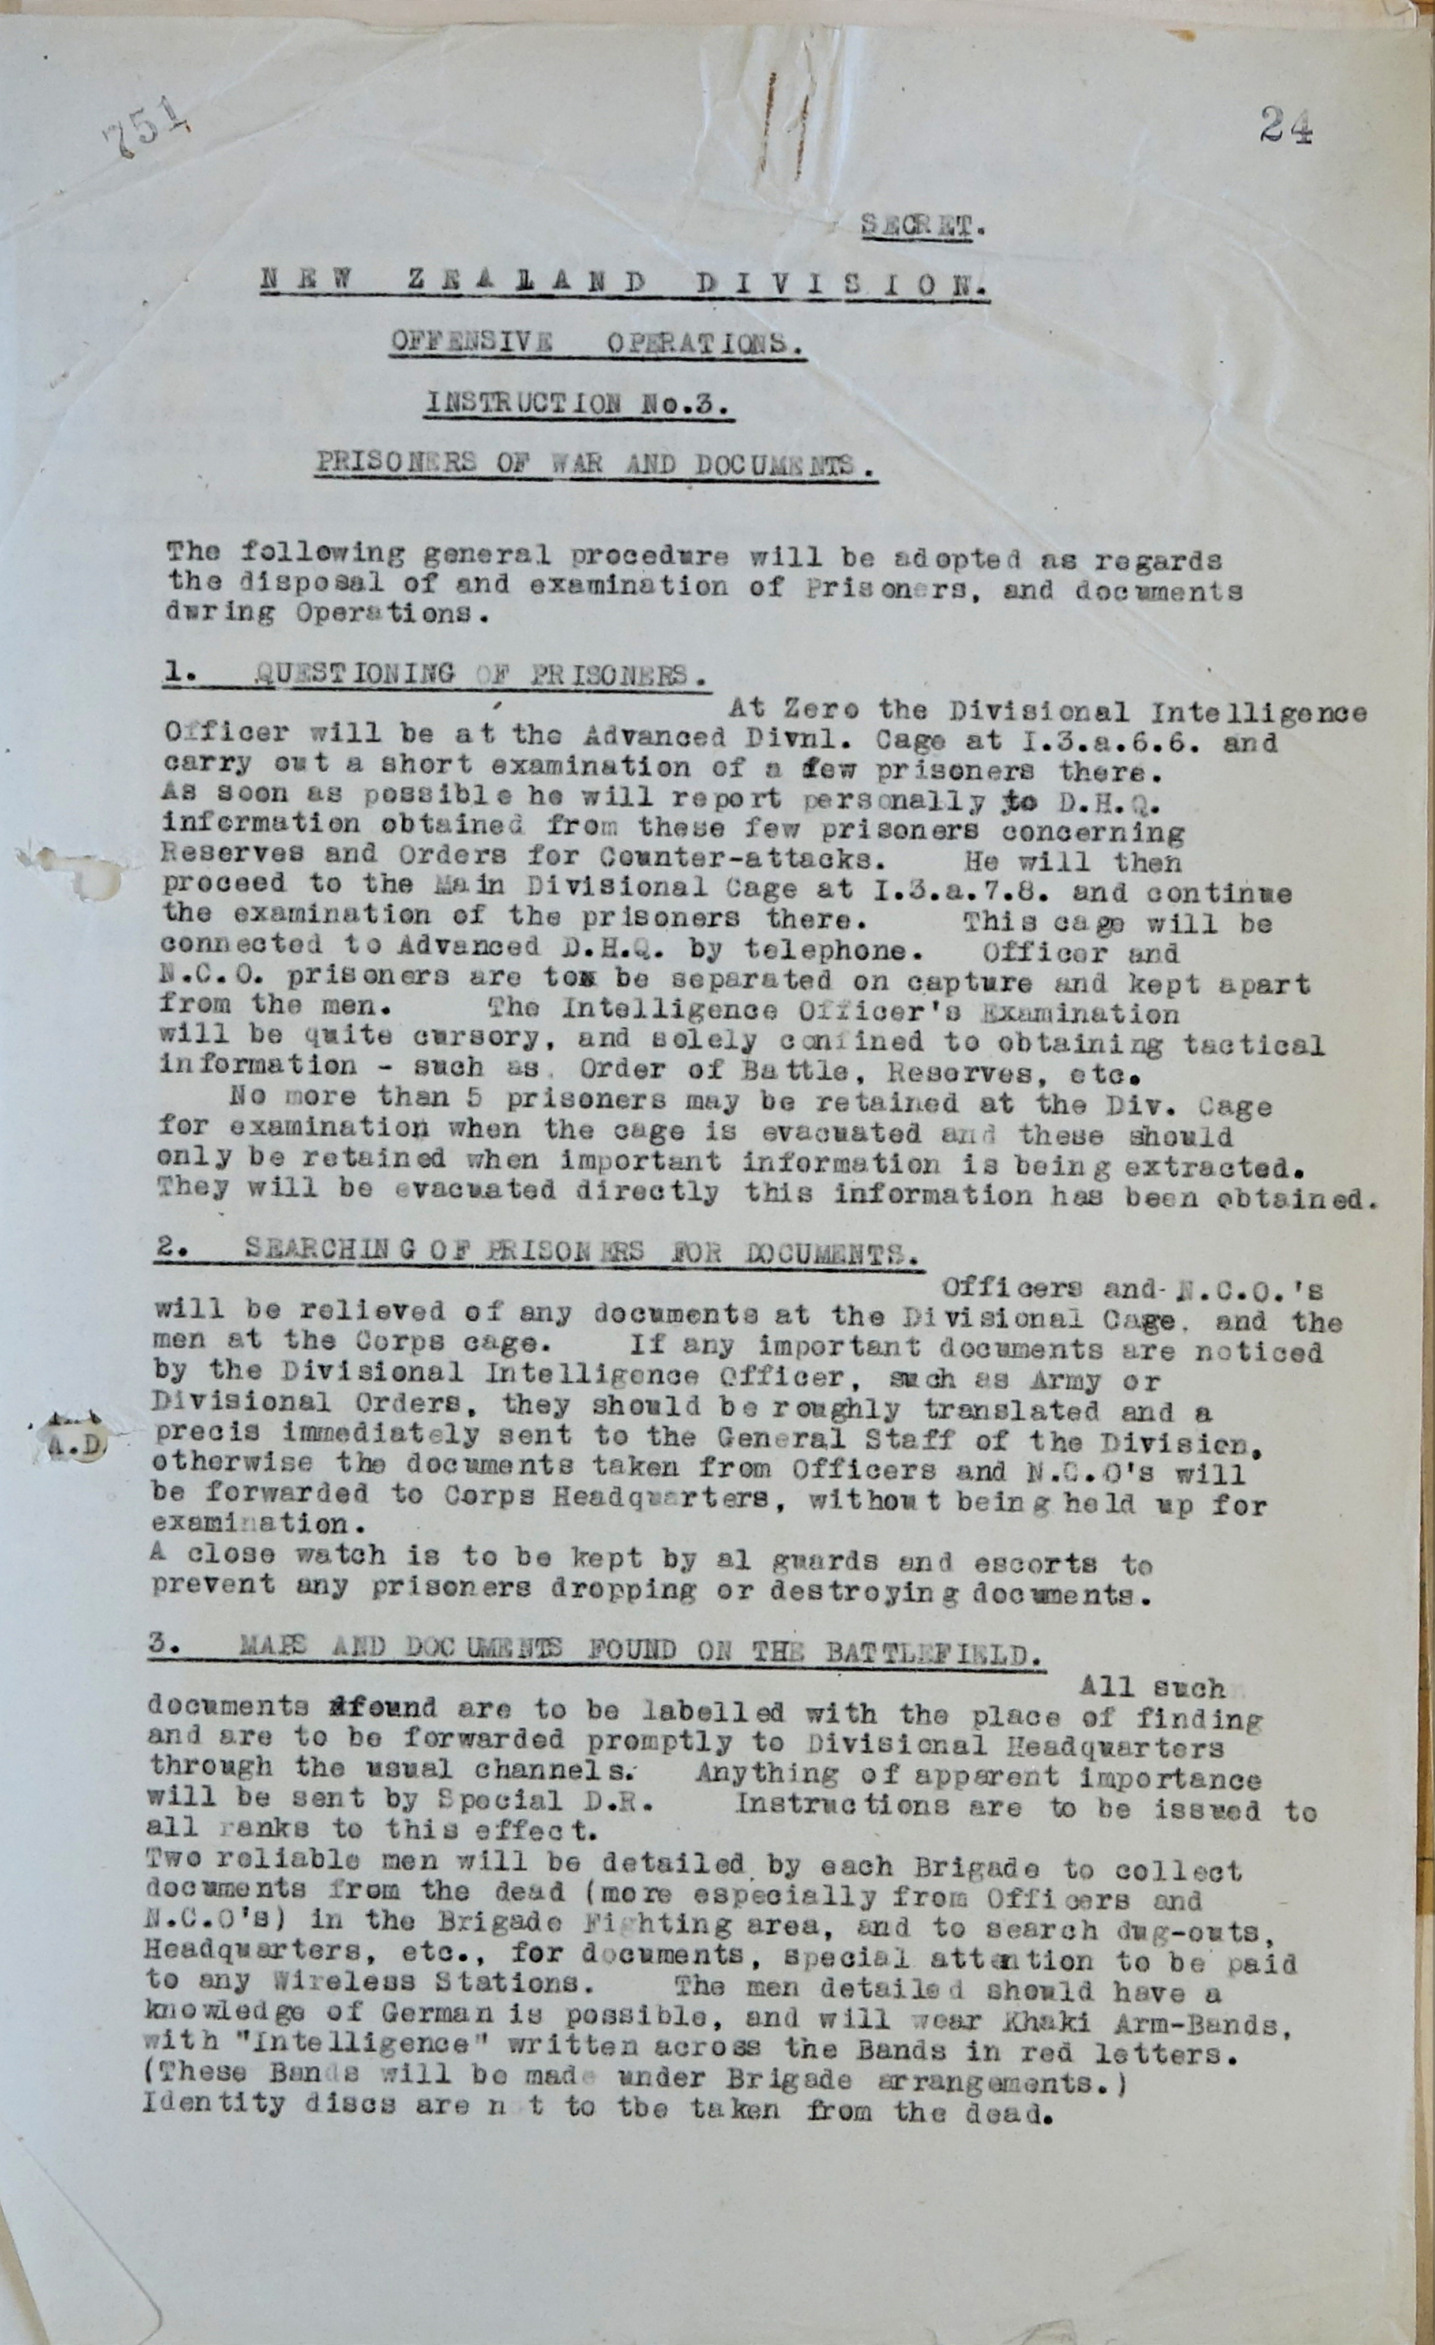 751
24
SECRET.
NEW ZEALAND DIVISION.
OFFENSIVE OPERATIONS.
INSTRUCTION No.3.
PRISONERS OF WAR AND DOCUMENTS.
The following general procedure will be adopted as regards
the disposal of and examination of Prisoners, and documents
during Operations.
1. QUESTIONING OF PRISONERS.
At Zero the Divisional Intelligence
Officer will be at the Advanced Divnl. Cage at I.3.a.6.6. and
carry out a short examination of a few prisoners there.
As soon as possible he will report personally to D.H.Q.
information obtained from these few prisoners concerning
Reserves and Orders for Counter-attacks. He will then
proceed to the Main Divisional Cage at I.3.a.7.8. and continue
the examination of the prisoners there. This cage will be
connected to Advanced D.H.Q. by telephone. Officer and
N.C.O. prisoners are tox be separated on capture and kept apart
from the men. The Intelligence Officer's Examination
will be quite cursory, and solely confined to obtaining tactical
information - such as Order of Battle, Reserves, etc.
No more than 5 prisoners may be retained at the Div. Cage
for examination when the cage is evacuated and these should
only be retained when important information is being extracted.
They will be evacuated directly this information has been obtained.
2. SEARCHING OF PRISONERS FOR DOCUMENTS.
Officers and N.C.O.'s
will be relieved of any documents at the Divisional Cage, and the
men at the Corps cage. If any important documents are noticed
by the Divisional Intelligence Officer, such as Army or
Divisional Orders, they should be roughly translated and a
precis immediately sent to the General Staff of the Division,
otherwise the documents taken from Officers and N.C.O's will
be forwarded to Corps Headquarters, without being held up for
examination.
A close watch is to be kept by al guards and escorts to
prevent any prisoners dropping or destroying documents.
A.D
3. MAPS AND DOCUMENTS FOUND ON THE BATTLEFIELD.
All such
documents found are to be labelled with the place of finding
and are to be forwarded promptly to Divisional Headquarters
through the usual channels. Anything of apparent importance
will be sent by Special D.R. Instructions are to be issued to
all ranks to this effect.
Two reliable men will be detailed by each Brigade to collect
documents from the dead (more especially from Officers and
N.C.O's) in the Brigade Fighting area, and to search dug-outs,
Headquarters, etc., for documents, special attention to be paid
to any Wireless Stations. The men detailed should have a
knowledge of German is possible, and will wear Khaki Arm-Bands,
with "Intelligence" written across the Bands in red letters.
(These Bands will be made under Brigade arrangements.)
Identity discs are n t to tbe taken from the dead.